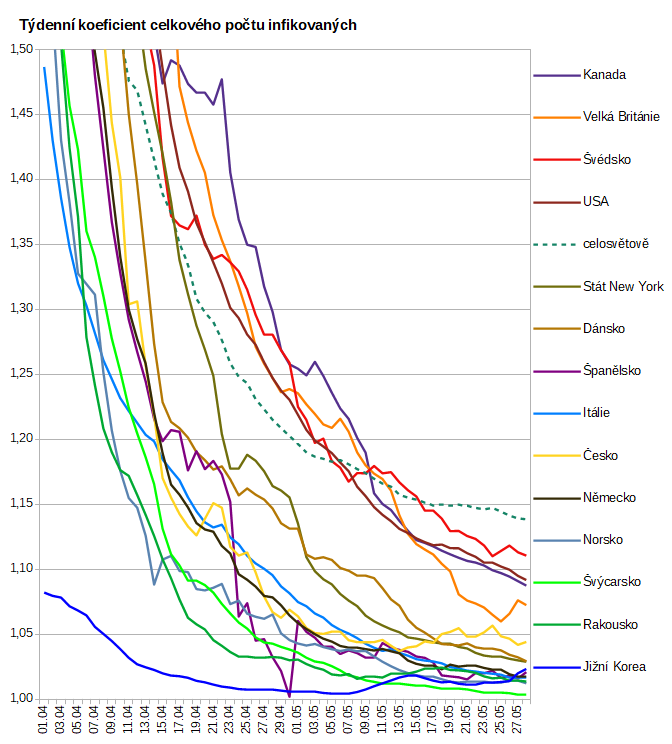 Týdenní koeficient celkového počtu infikovaných
1,50
1,45
1,40
1,35
1,30
1,25
1,20
1,15
1,10
1,05
1,00
01.04
03.04
05.04
07.04
09.04
11.04
13.04
15.04
17.04
19.04
21.04
23.04
25.04
27.04
29.04
01.05
03.05
05.05
07.05
09.05
11.05
13.05
15.05
17.05
19.05
21.05
23.05
25.05
27.05
Kanada
Velká Británie
Švédsko
USA
celosvětově
Stát New York
Dánsko
Španělsko
Itálie
Česko
Německo
Norsko
Švýcarsko
Rakousko
Jižní Korea